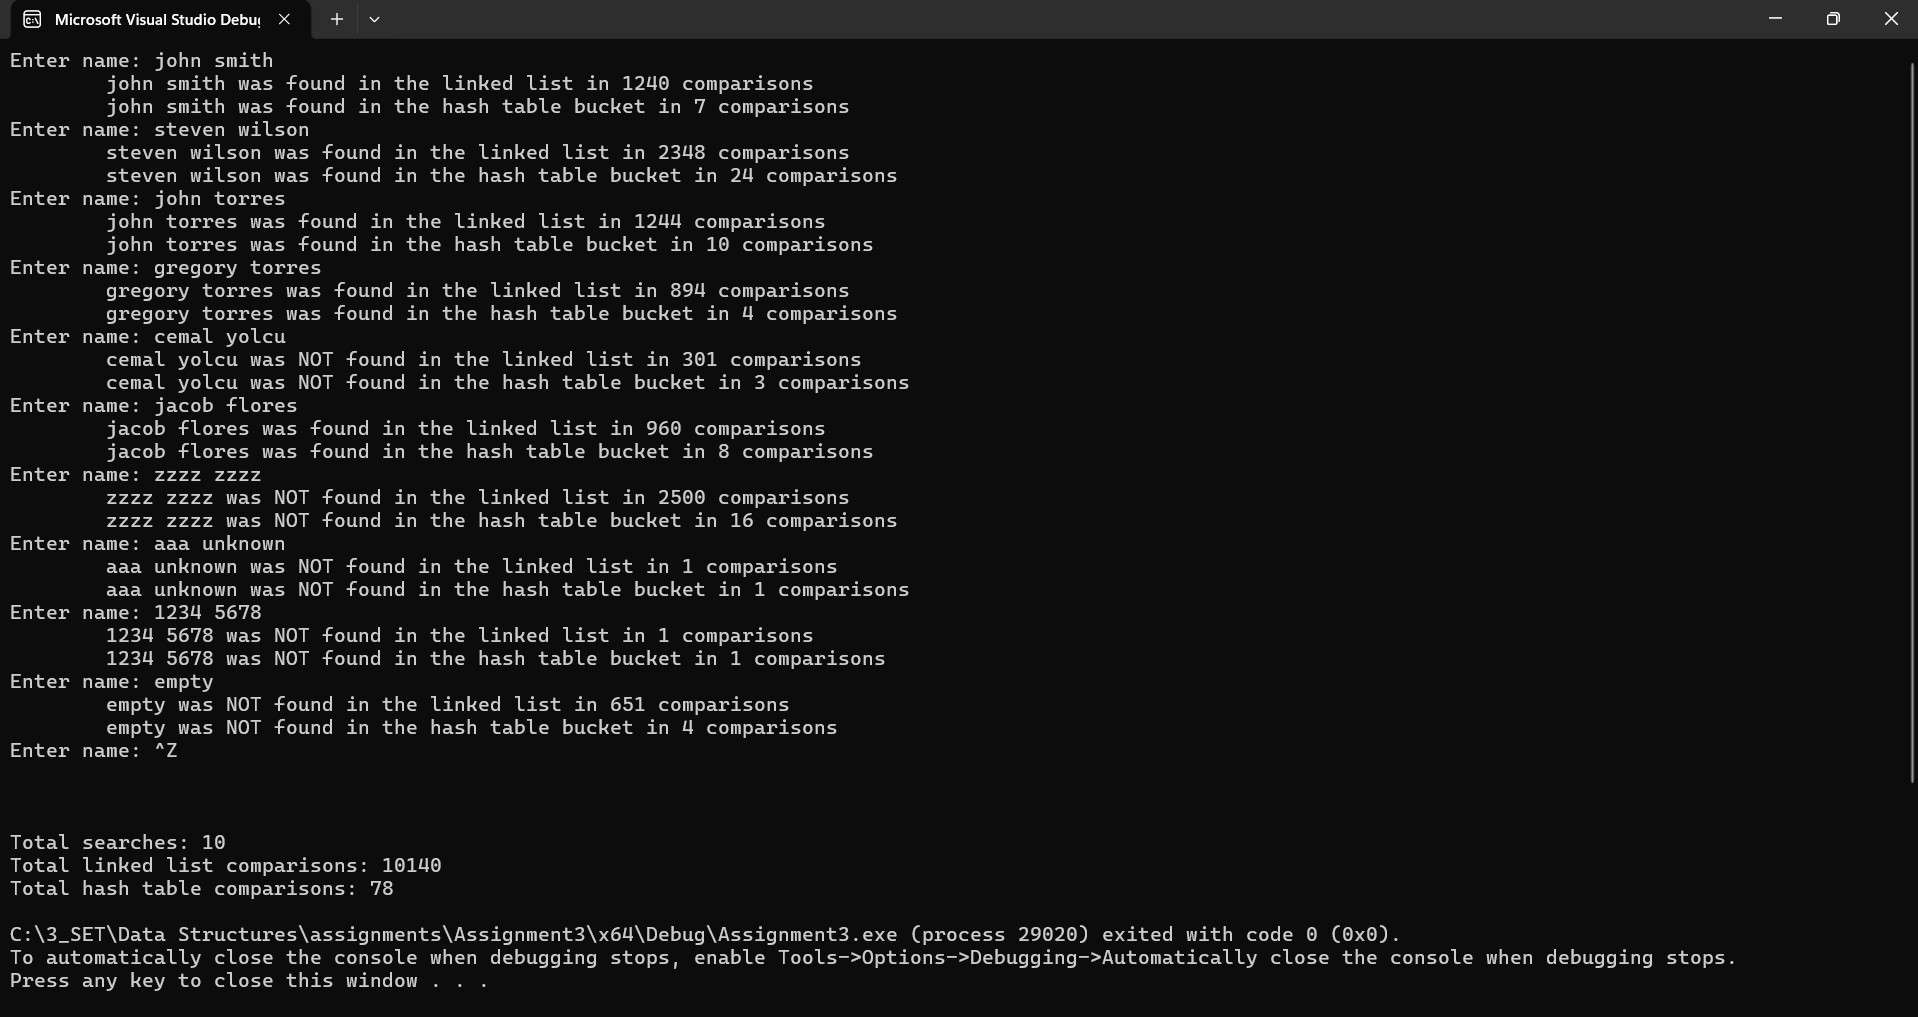 Microsoft Visual Studio Debug
Enter name: john smith
        john smith was found in the linked list in 1240 comparisons
        john smith was found in the hash table bucket in 7 comparisons
Enter name: steven wilson
        steven wilson was found in the linked list in 2348 comparisons
        steven wilson was found in the hash table bucket in 24 comparisons
Enter name: john torres
        john torres was found in the linked list in 1244 comparisons
        john torres was found in the hash table bucket in 10 comparisons
Enter name: gregory torres
        gregory torres was found in the linked list in 894 comparisons
        gregory torres was found in the hash table bucket in 4 comparisons
Enter name: cemal yolcu
        cemal yolcu was NOT found in the linked list in 301 comparisons
        cemal yolcu was NOT found in the hash table bucket in 3 comparisons
Enter name: jacob flores
        jacob flores was found in the linked list in 960 comparisons
        jacob flores was found in the hash table bucket in 8 comparisons
Enter name: zzzz zzzz
        zzzz zzzz was NOT found in the linked list in 2500 comparisons
        zzzz zzzz was NOT found in the hash table bucket in 16 comparisons
Enter name: aaa unknown
        aaa unknown was NOT found in the linked list in 1 comparisons
        aaa unknown was NOT found in the hash table bucket in 1 comparisons
Enter name: 1234 5678
        1234 5678 was NOT found in the linked list in 1 comparisons
        1234 5678 was NOT found in the hash table bucket in 1 comparisons
Enter name: empty
        empty was NOT found in the linked list in 651 comparisons
        empty was NOT found in the hash table bucket in 4 comparisons
Enter name: ^Z
Total searches: 10
Total linked list comparisons: 10140
Total hash table comparisons: 78
C:\3_SET\Data Structures\assignments\Assignment3\x64\Debug\Assignment3.exe (process 29020) exited with code 0 (0x0).
To automatically close the console when debugging stops, enable Tools->Options->Debugging->Automatically close the console when debugging stops.
Press any key to close this window . . .